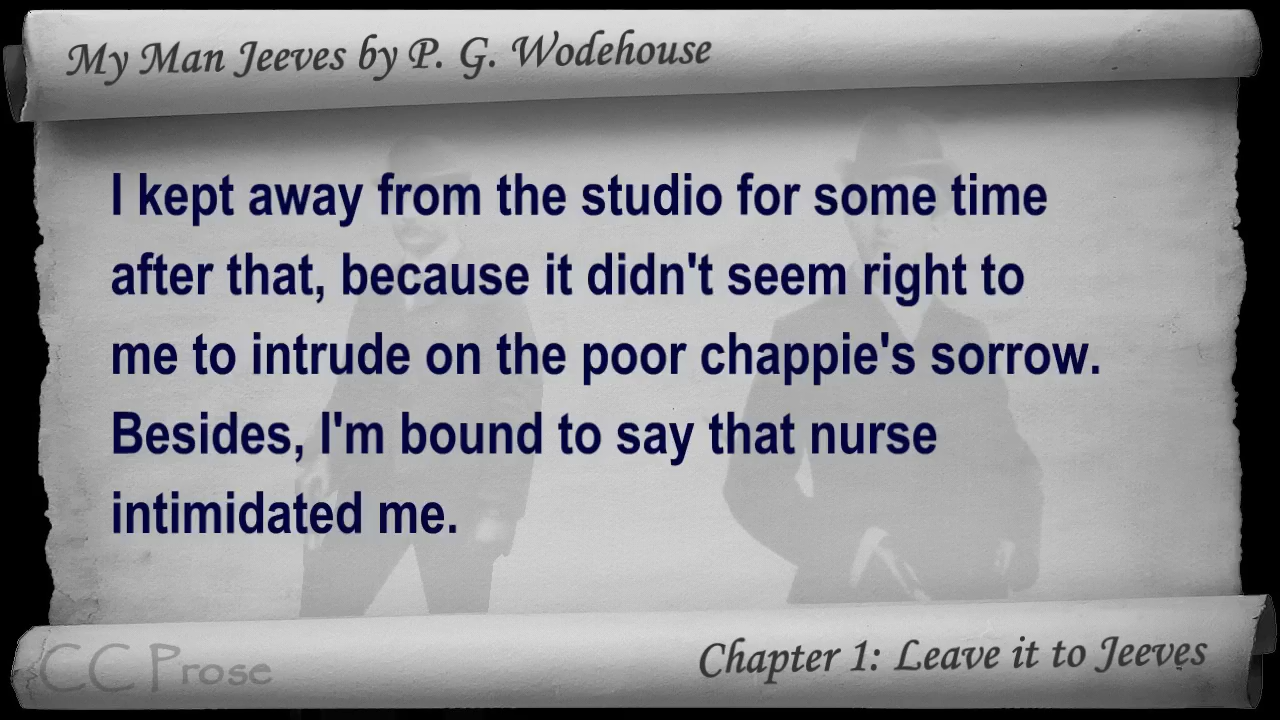 My Man Jeeves by P. G. Wodehouse
I kept away from the studio for some time
after that, because it didn't seem right to
me to intrude on the poor chappie's sorrow.
Besides, I'm bound to say that nurse
intimidated me.
CC Prose
Chapter 1: Leave it to Jeeves